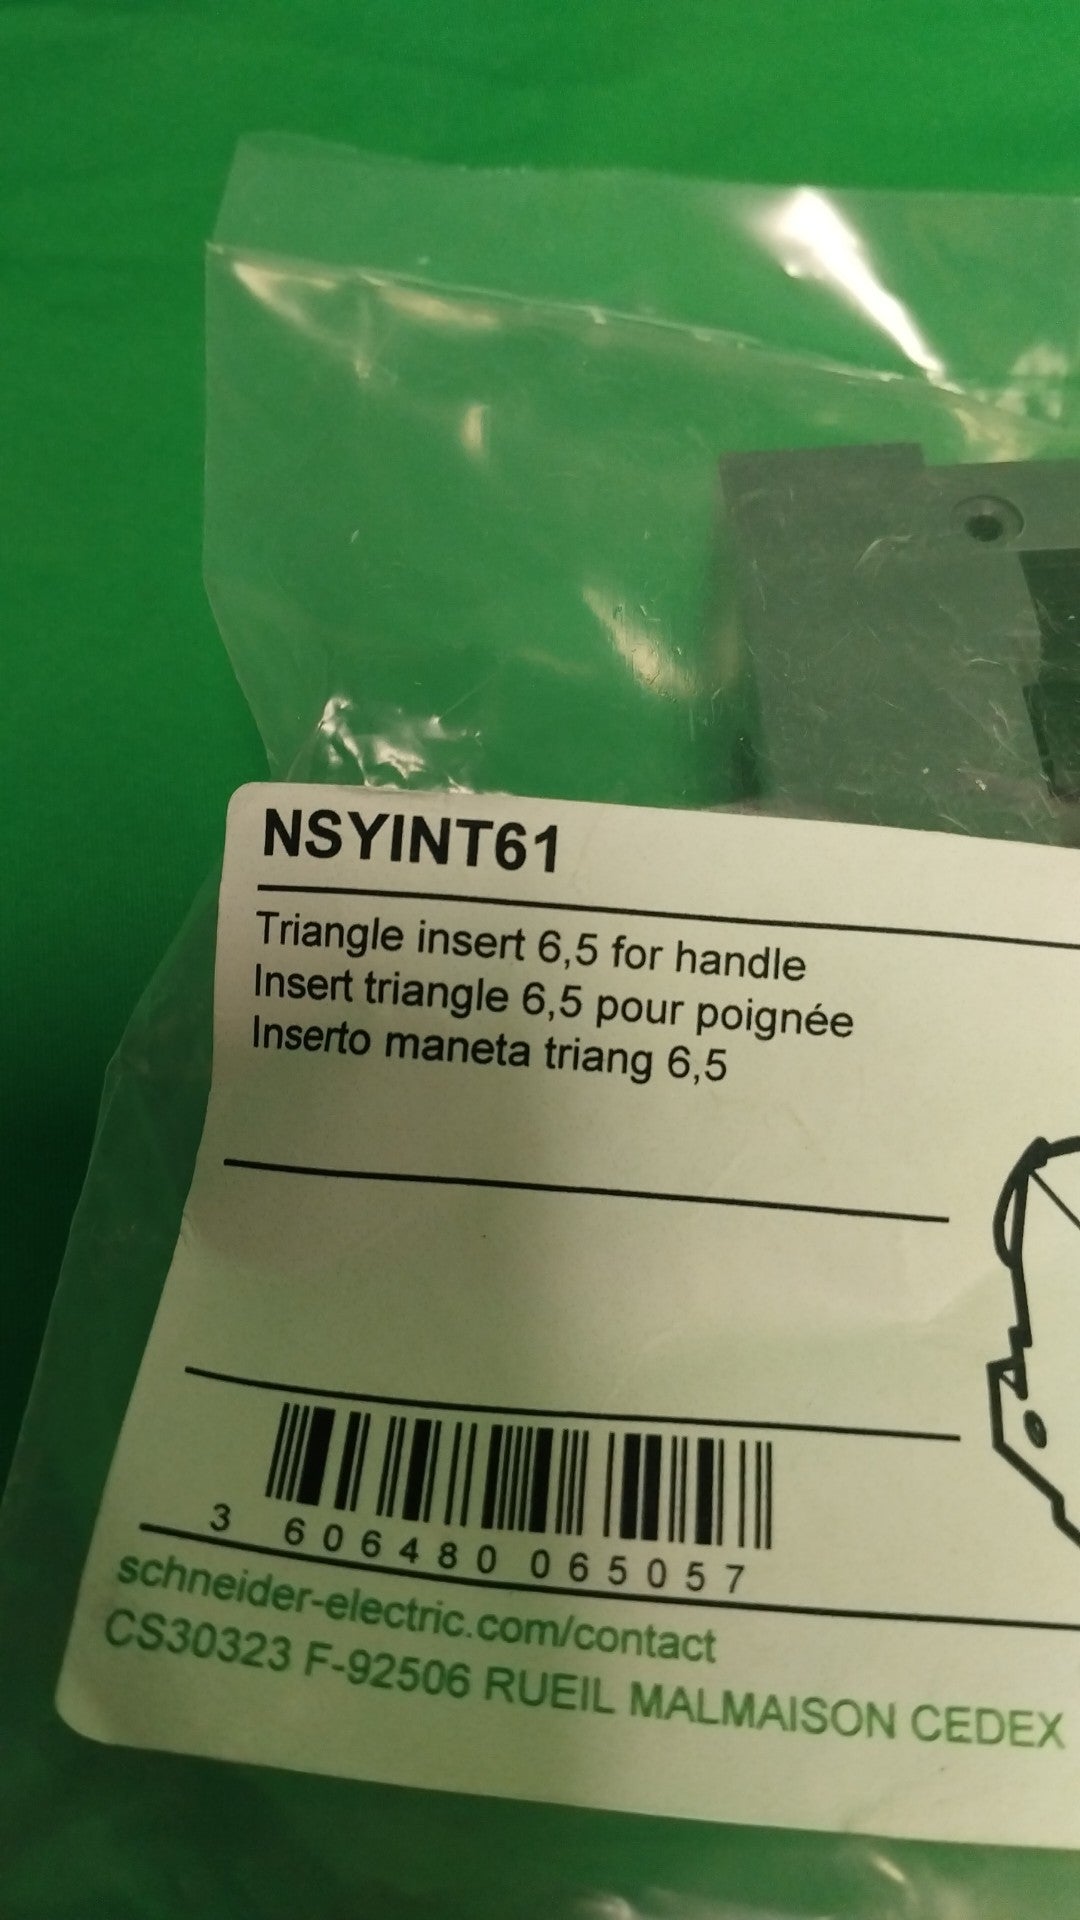 NSYINT61
Triangle insert 6,5 for handle
Insert triangle 6,5 pour poignée
Inserto maneta triang 6,5
3 606480 065057
schneider-electric.com/contact
CS30323 F-92506 RUEIL MALMAISON CEDEX